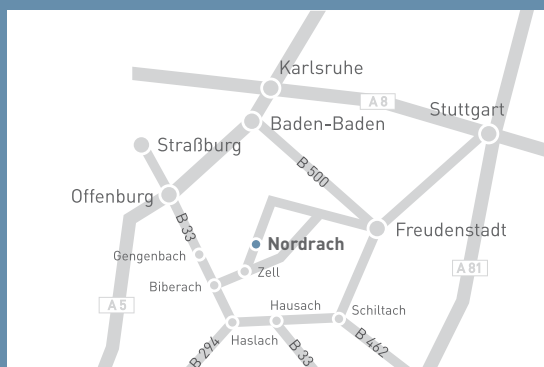 Karlsruhe
A 8
Stuttgart
Baden-Baden
Straßburg
B 500
Offenburg
B 33
Freudenstadt
Nordrach
Gengenbach
Zell
A 81
Biberach
A 5
Hausach
Schiltach
Haslach
B 294
B 33
B 462